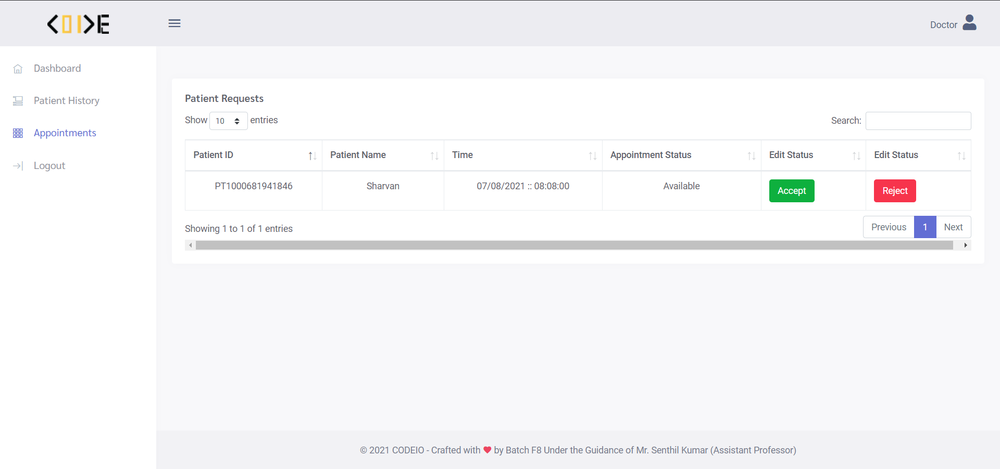 Doctor
Dashboard
Patient History
Appointments
Logout
Patient Requests
Show 10 entries
Search:
Patient ID Patient Name Time Appointment Status Edit Status Edit Status
PT1000681941846 Sharvan 07/08/2021 :: 08:08:00 Available Accept Reject
Showing 1 to 1 of 1 entries
Previous 1 Next
© 2021 CODEIO - Crafted with ❤ by Batch F8 Under the Guidance of Mr. Senthil Kumar (Assistant Professor)